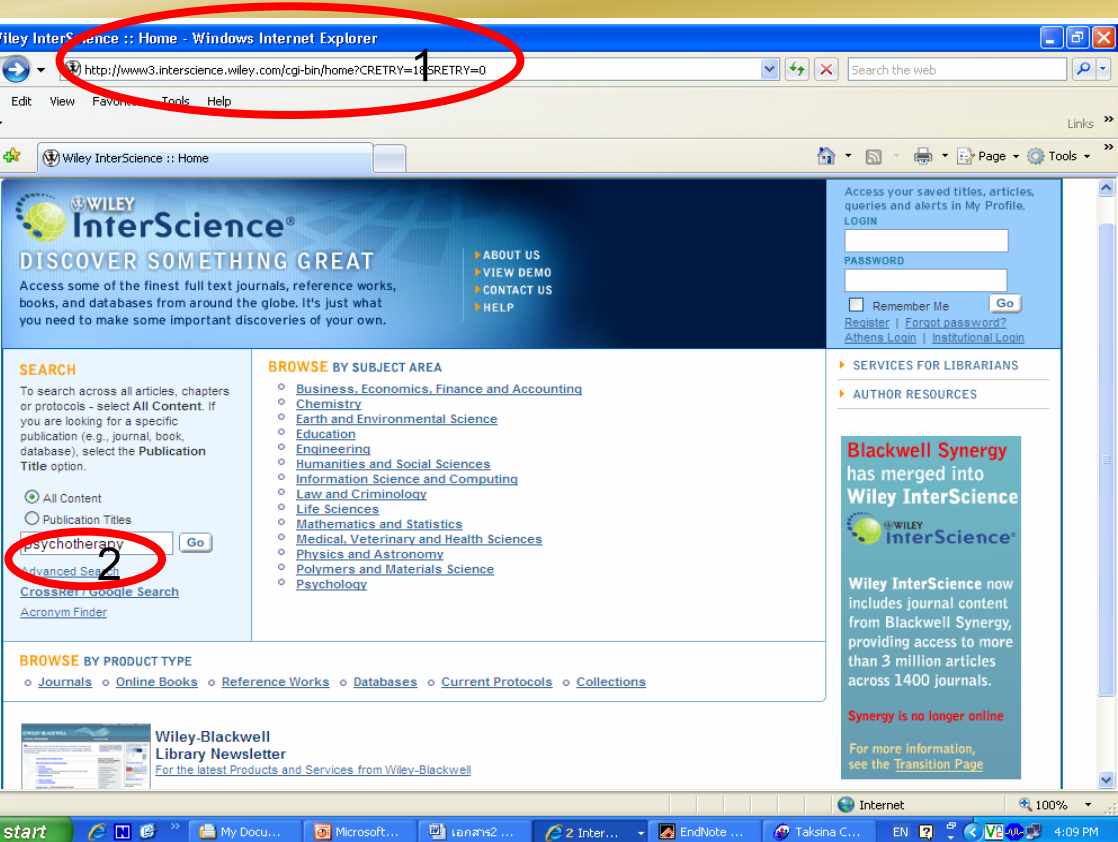 Wiley InterScience :: Home - Windows Internet Explorer
1
http://www3.interscience.wiley.com/cgi-bin/home?CRETRY=1&SRETRY=0
Search the web
Edit View Favorites Tools Help
Links »
Wiley InterScience :: Home
Page Tools »
WILEY
InterScience®
DISCOVER SOMETHING GREAT
Access some of the finest full text journals, reference works,
books, and databases from around the globe. It's just what
you need to make some important discoveries of your own.
ABOUT US
VIEW DEMO
CONTACT US
HELP
Access your saved titles, articles,
queries and alerts in My Profile.
LOGIN
PASSWORD
Remember Me Go
Register | Forgot password?
Athens Login | Institutional Login
SEARCH
To search across all articles, chapters
or protocols - select All Content. If
you are looking for a specific
publication (e.g., journal, book,
database), select the Publication
Title option.
All Content
Publication Titles
psychotherapy Go
2
Advanced Search
CrossRef / Google Search
Acronym Finder
BROWSE BY SUBJECT AREA
Business, Economics, Finance and Accounting
Chemistry
Earth and Environmental Science
Education
Engineering
Humanities and Social Sciences
Information Science and Computing
Law and Criminology
Life Sciences
Mathematics and Statistics
Medical, Veterinary and Health Sciences
Physics and Astronomy
Polymers and Materials Science
Psychology
SERVICES FOR LIBRARIANS
AUTHOR RESOURCES
Blackwell Synergy
has merged into
Wiley InterScience
WILEY
InterScience®
Wiley InterScience now
includes journal content
from Blackwell Synergy,
providing access to more
than 3 million articles
across 1400 journals.
Synergy is no longer online
For more information,
see the Transition Page
BROWSE BY PRODUCT TYPE
Journals Online Books Reference Works Databases Current Protocols Collections
Wiley-Blackwell
Library Newsletter
For the latest Products and Services from Wiley-Blackwell
Internet 100%
start » My Docu... Microsoft... เอกสาร2 ... 2 Inter... EndNote ... Taksina C... EN 4:09 PM